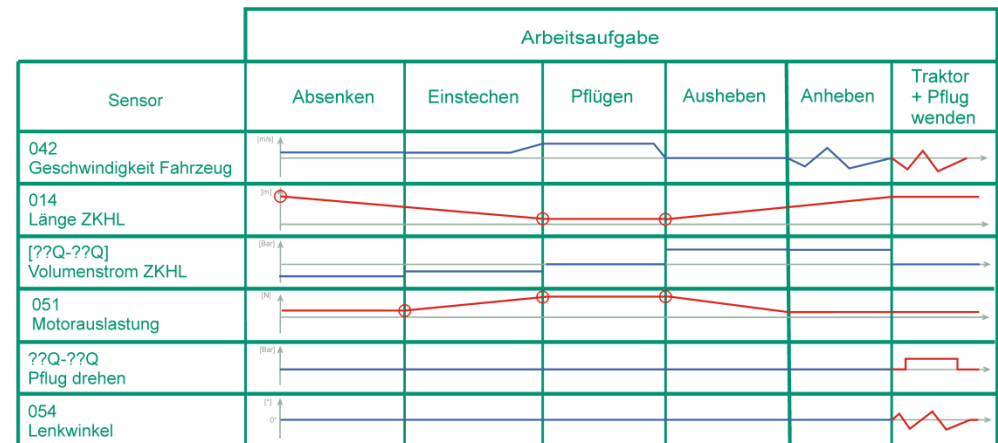 Arbeitsaufgabe
Sensor
Absenken
Einstechen
Pflügen
Ausheben
Anheben
Traktor
+ Pflug
wenden
042
Geschwindigkeit Fahrzeug
[m/s]
014
Länge ZKHL
[m]
[??Q-??Q]
Volumenstrom ZKHL
[Bar]
051
Motorauslastung
[N]
??Q-??Q
Pflug drehen
[Bar]
054
Lenkwinkel
[°]
0°